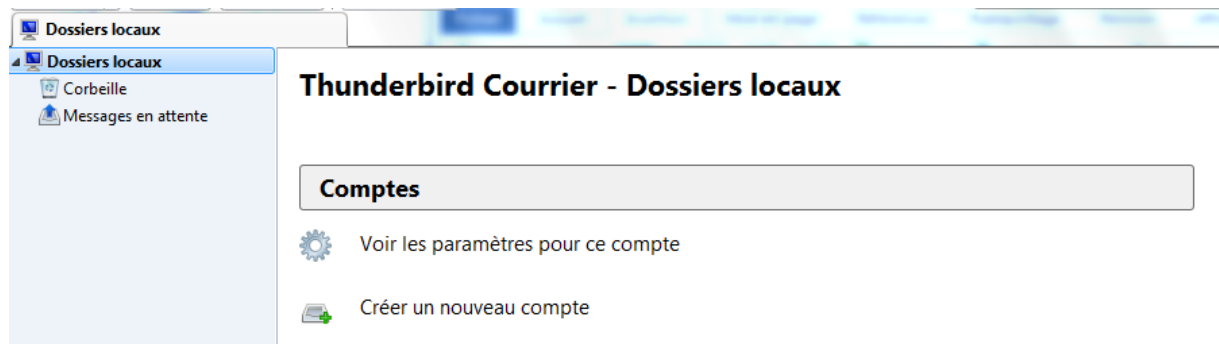 Dossiers locaux
Dossiers locaux
Corbeille
Messages en attente
Thunderbird Courrier - Dossiers locaux
Comptes
Voir les paramètres pour ce compte
Créer un nouveau compte